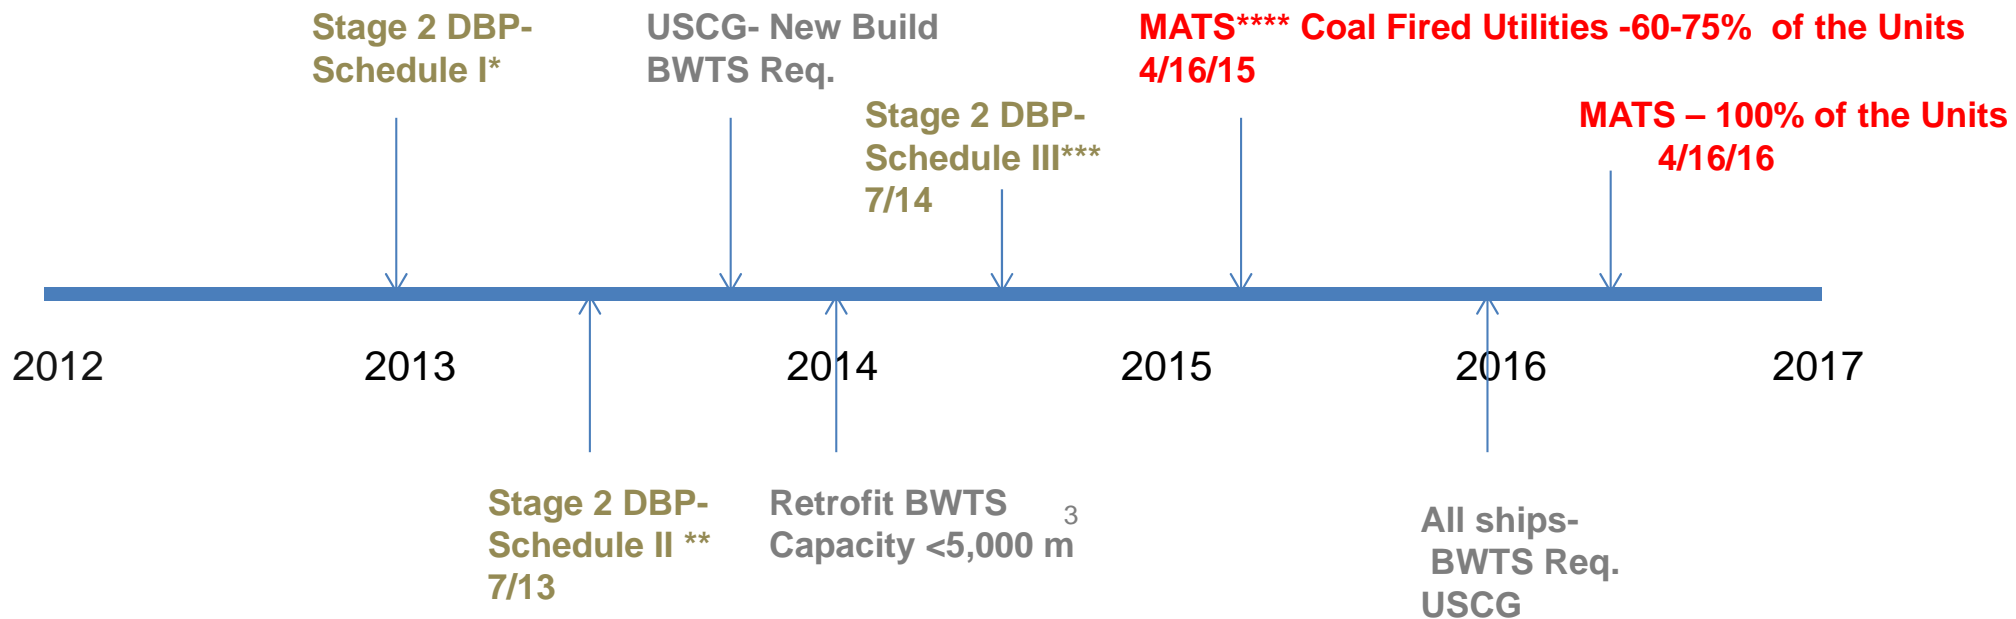 Stage 2 DBP-
Schedule I*
USCG- New Build
BWTS Req.
MATS**** Coal Fired Utilities -60-75% of the Units
4/16/15
Stage 2 DBP-
Schedule III***
7/14
MATS – 100% of the Units
4/16/16
2012
2013
2014
2015
2016
2017
Stage 2 DBP-
Schedule II **
7/13
Retrofit BWTS
Capacity <5,000 m3
All ships-
BWTS Req.
USCG